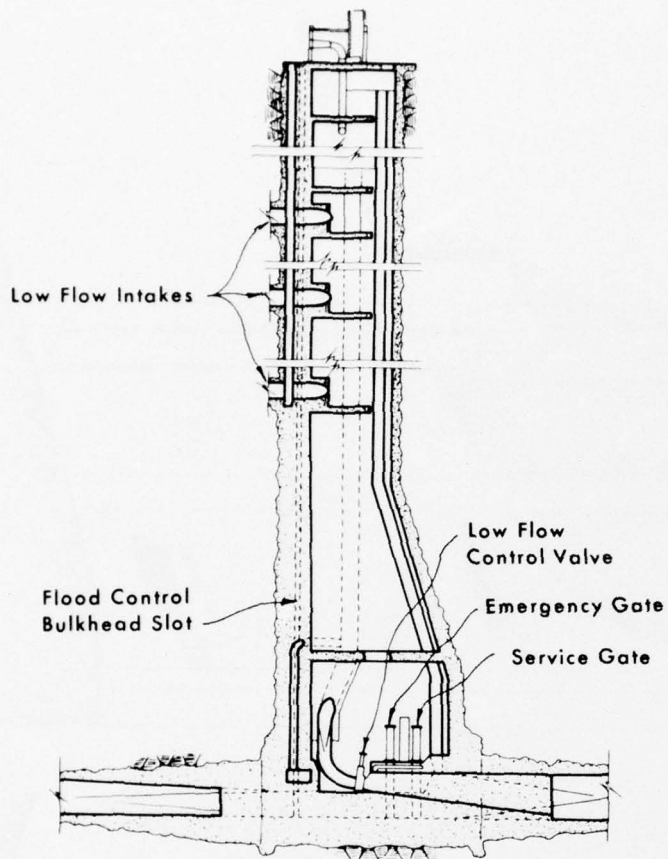 Low Flow Intakes
Low Flow
Control Valve
Flood Control
Bulkhead Slot
Emergency Gate
Service Gate